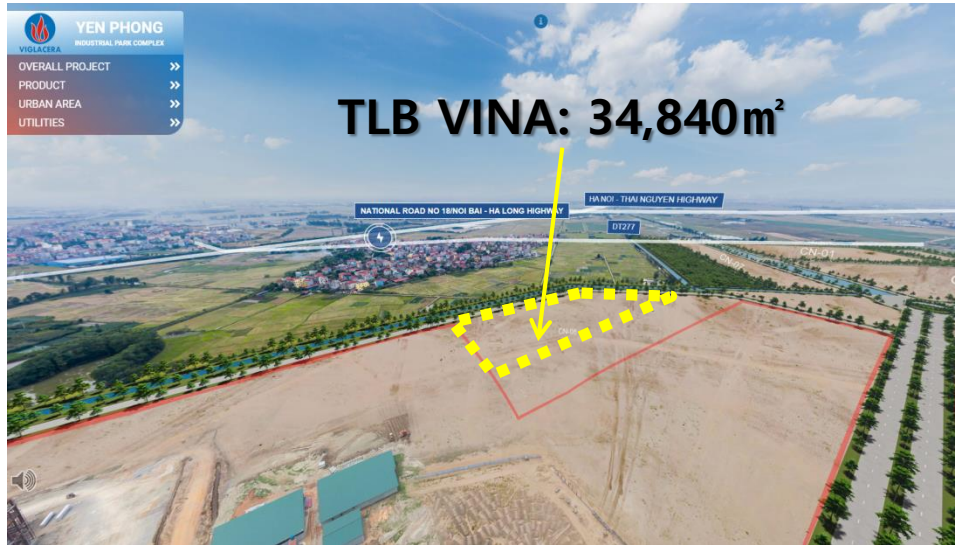 VIGLACERA
YEN PHONG
INDUSTRIAL PARK COMPLEX
OVERALL PROJECT
PRODUCT
URBAN AREA
UTILITIES
TLB VINA: 34,840㎡
HA NOI - THAI NGUYEN HIGHWAY
NATIONAL ROAD NO 18/NOI BAI - HA LONG HIGHWAY
DT277
CN-01